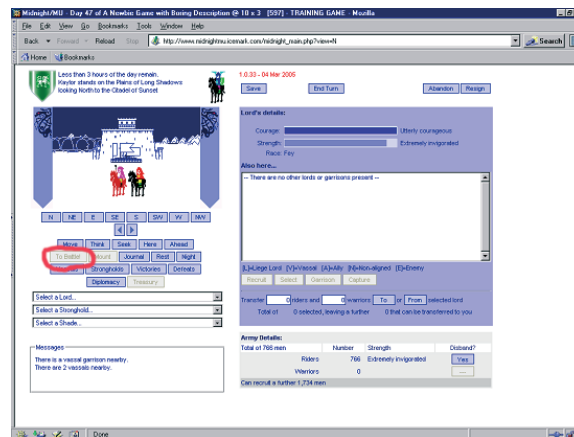 Midnight/MU - Day 47 of A Newbie Game with Boring Description @ 10 x 3 [597] - TRAINING GAME - Mozilla
File Edit View Go Bookmarks Tools Window Help
Back Forward Reload Stop http://www.midnightmu.icemark.com/midnight_main.php?view=N Search
Home Bookmarks
Less than 3 hours of the day remain.
Kaylor stands on the Plains of Long Shadows
looking North to the Citadel of Sunset
1.0.33 - 04 Mar 2006
Save End Turn Abandon Resign
Lord's details:
Courage: Utterly courageous
Strength: Extremely invigorated
Race: Fey
Also here...
-- There are no other lords or garrisons present --
N NE E SE S SW W NW
Move Think Seek Here Ahead
To Battle! Mount Journal Rest Night
Strongholds Victories Defeats
Diplomacy Treasury
Select a Lord...
Select a Stronghold...
Select a Shade...
[L]=Liege Lord [V]=Vassal [A]=Ally [N]=Non-aligned [E]=Enemy
Recruit Select Garrison Capture
Transfer 0 riders and 0 warriors To or From selected lord
Total of 0 selected, leaving a further 0 that can be transferred to you
Messages
There is a vassal garrison nearby.
There are 2 vassals nearby.
Army Details:
Total of 766 men Number Strength Disband?
Riders 766 Extremely invigorated Yes
Warriors 0 ---
Can recruit a further 1,734 men
Done